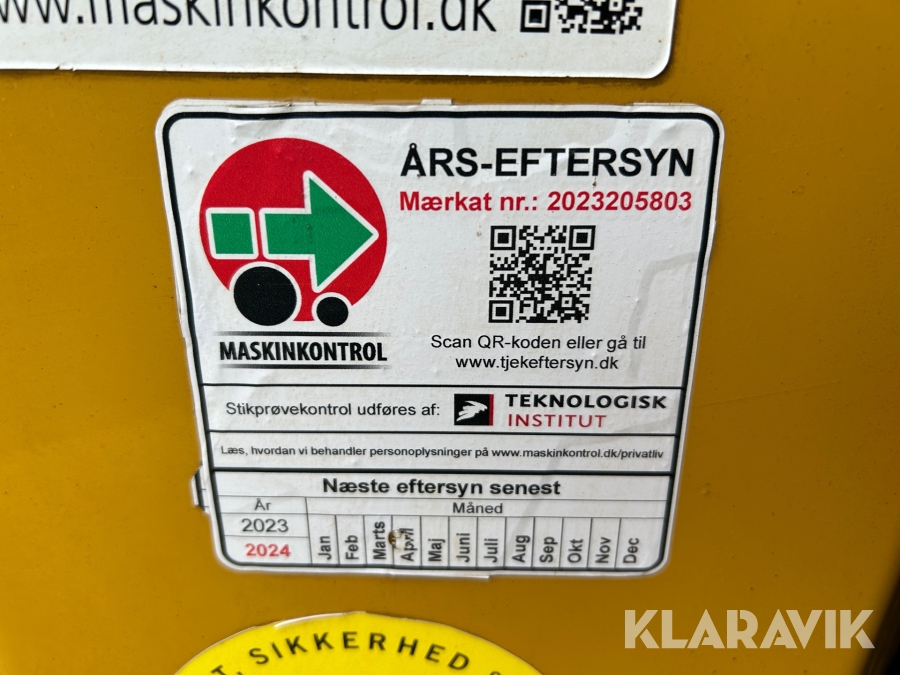 www.maskinkontrol.dk
ÅRS-EFTERSYN
Mærkat nr.: 2023205803
Scan QR-koden eller gå til
www.tjekeftersyn.dk
MASKINKONTROL
Stikprøvekontrol udføres af:
TEKNOLOGISK
INSTITUT
Læs, hvordan vi behandler personoplysninger på www.maskinkontrol.dk/privatliv
Næste eftersyn senest
År
Måned
2023
2024
Jan Feb Marts April Maj Juni Juli Aug Sep Okt Nov Dec
SIKKERHED
KLARAVIK